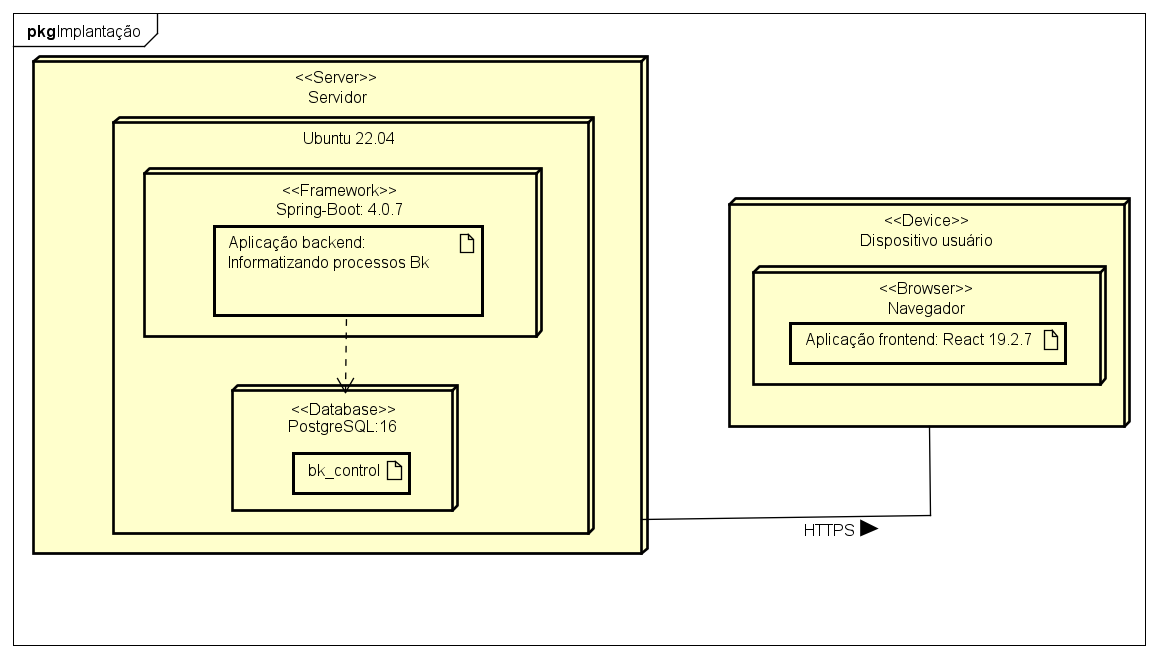 pkgImplantação
<<Server>>
Servidor
Ubuntu 22.04
<<Framework>>
Spring-Boot: 4.0.7
Aplicação backend:
Informatizando processos Bk
<<Database>>
PostgreSQL:16
bk_control
<<Device>>
Dispositivo usuário
<<Browser>>
Navegador
Aplicação frontend: React 19.2.7
HTTPS